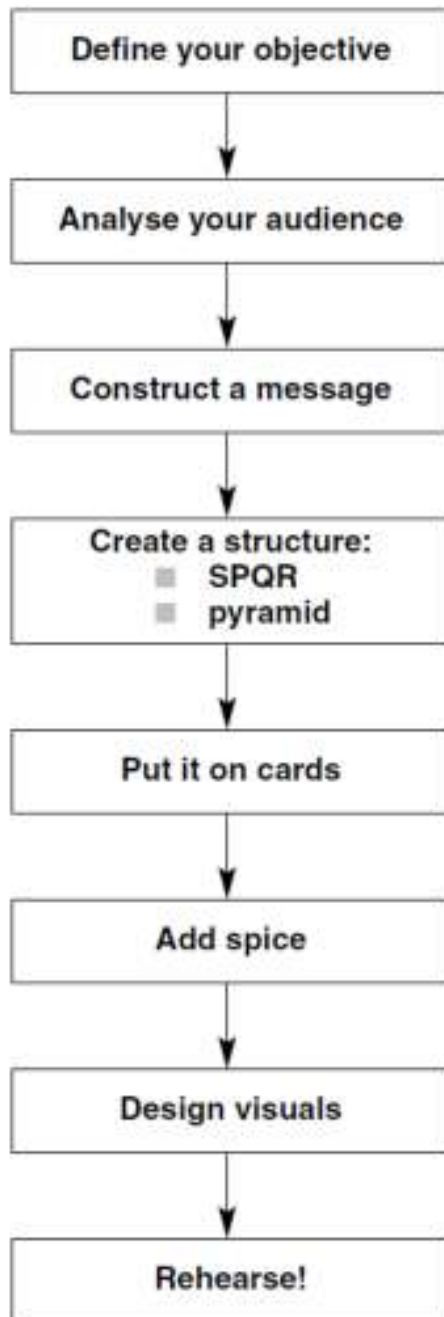 Define your objective
Analyse your audience
Construct a message
Create a structure:
SPQR
pyramid
Put it on cards
Add spice
Design visuals
Rehearse!